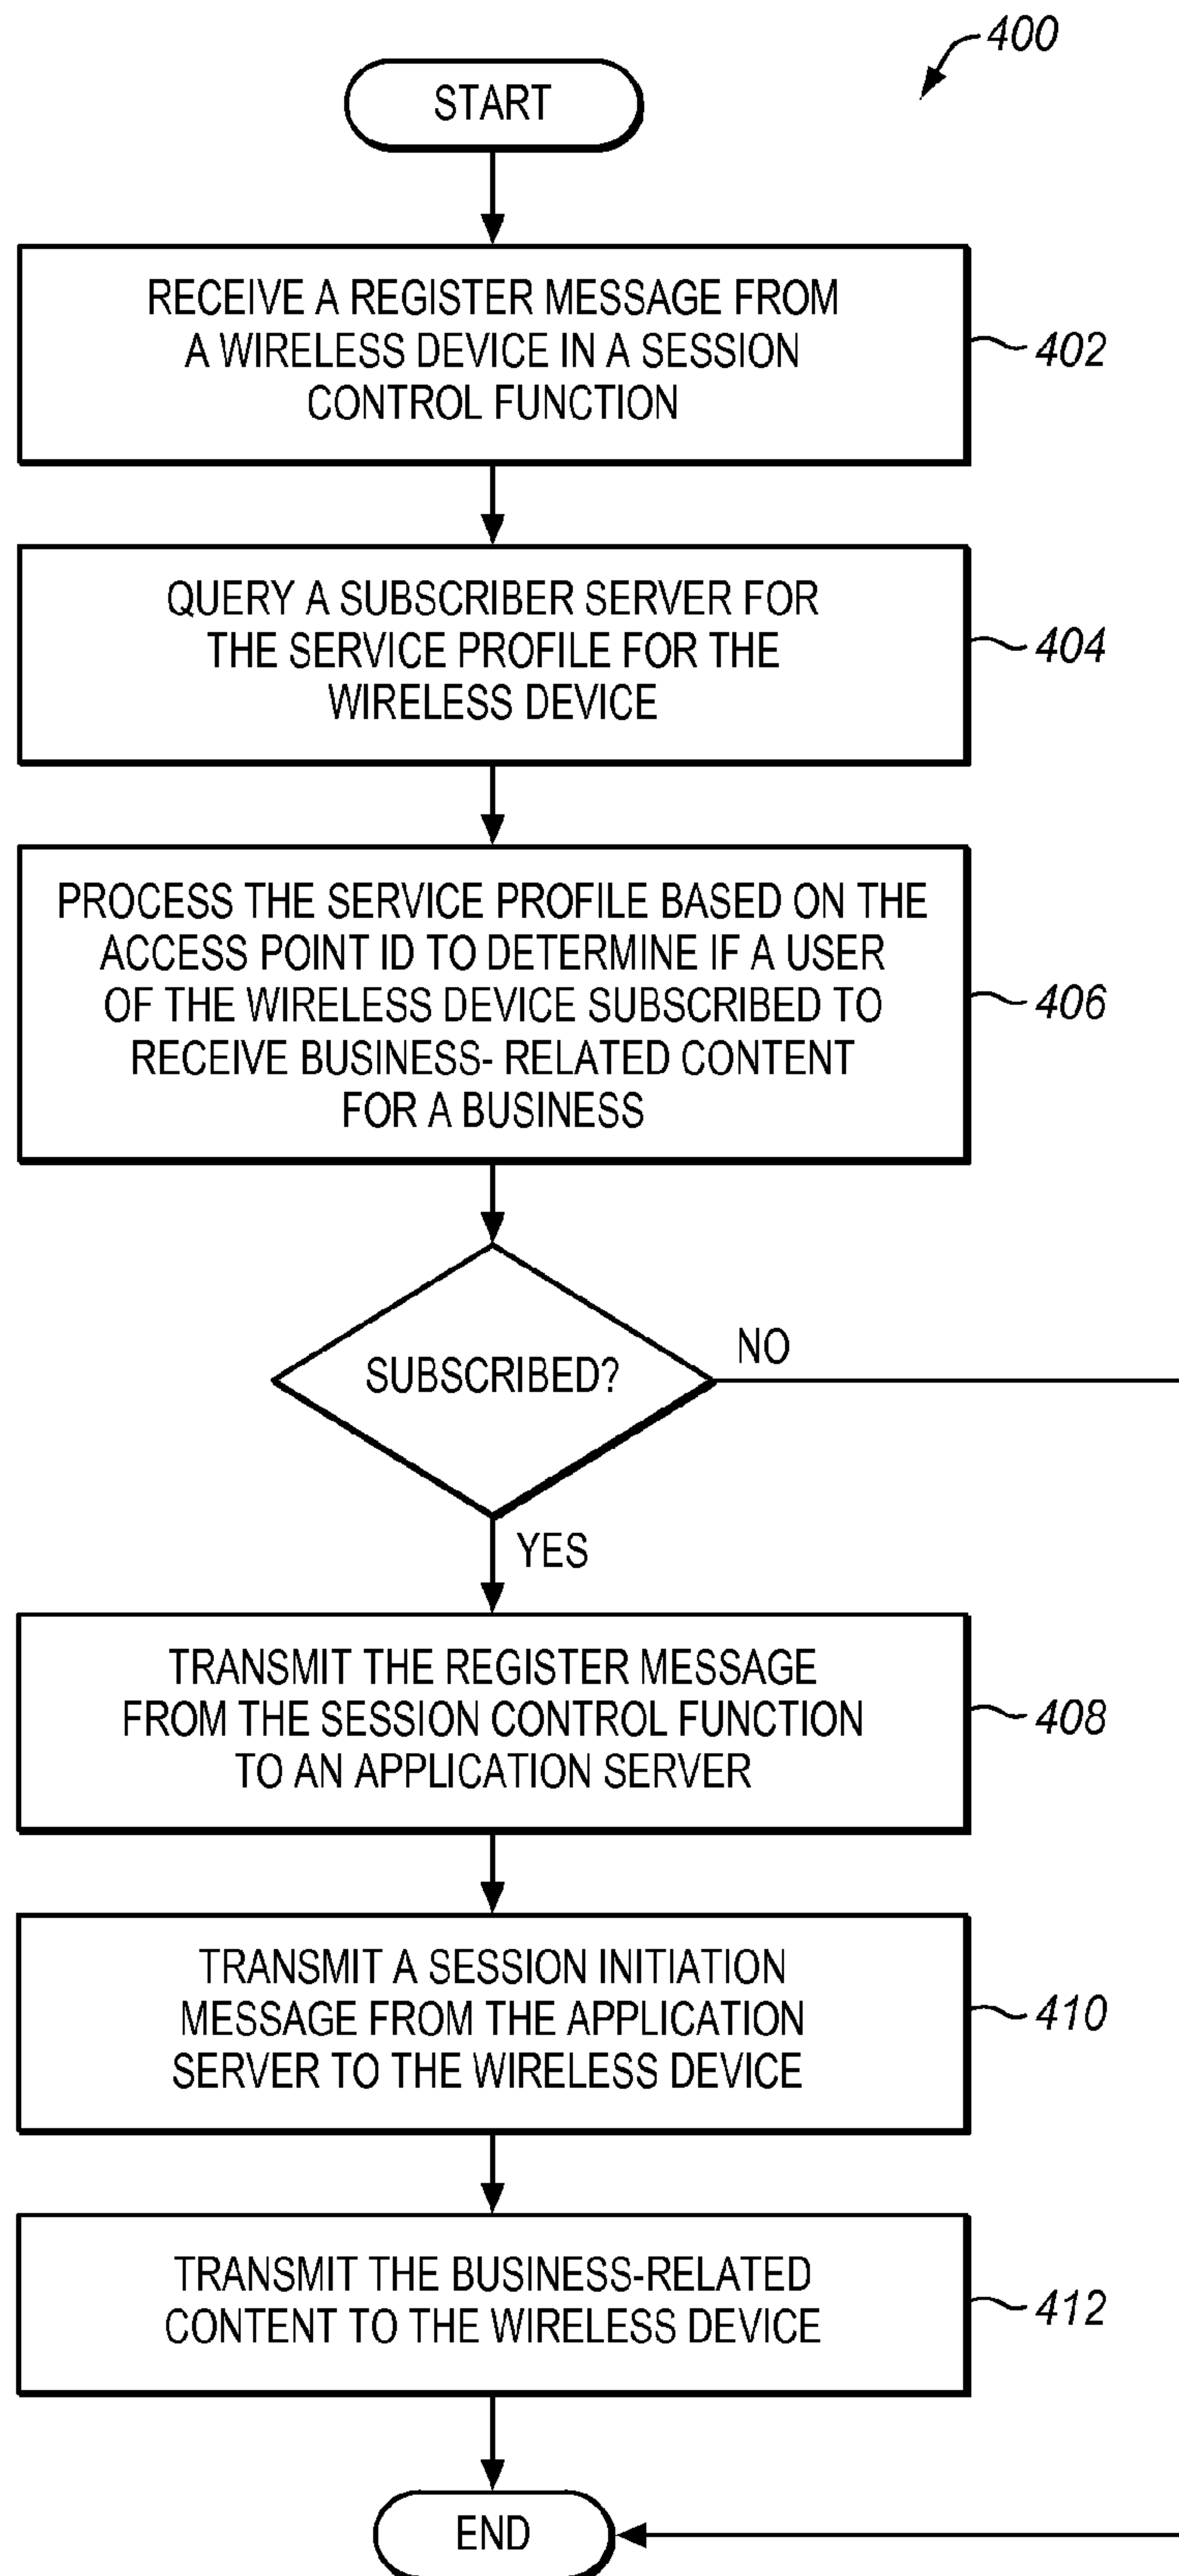 400
START
RECEIVE A REGISTER MESSAGE FROM
A WIRELESS DEVICE IN A SESSION
CONTROL FUNCTION
402
QUERY A SUBSCRIBER SERVER FOR
THE SERVICE PROFILE FOR THE
WIRELESS DEVICE
404
PROCESS THE SERVICE PROFILE BASED ON THE
ACCESS POINT ID TO DETERMINE IF A USER
OF THE WIRELESS DEVICE SUBSCRIBED TO
RECEIVE BUSINESS- RELATED CONTENT
FOR A BUSINESS
406
SUBSCRIBED?
NO
YES
TRANSMIT THE REGISTER MESSAGE
FROM THE SESSION CONTROL FUNCTION
TO AN APPLICATION SERVER
408
TRANSMIT A SESSION INITIATION
MESSAGE FROM THE APPLICATION
SERVER TO THE WIRELESS DEVICE
410
TRANSMIT THE BUSINESS-RELATED
CONTENT TO THE WIRELESS DEVICE
412
END